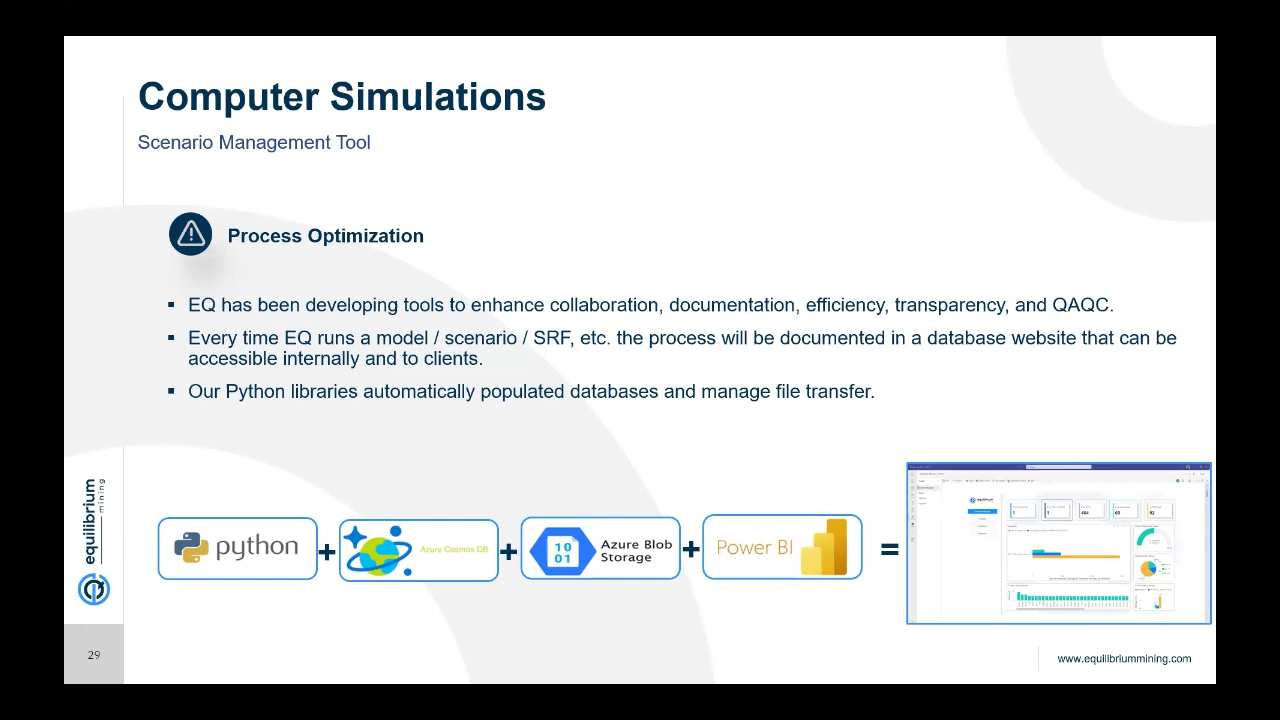 Computer Simulations
Scenario Management Tool
Process Optimization
▪ EQ has been developing tools to enhance collaboration, documentation, efficiency, transparency, and QAQC.
▪ Every time EQ runs a model / scenario / SRF, etc. the process will be documented in a database website that can be
accessible internally and to clients.
▪ Our Python libraries automatically populated databases and manage file transfer.
equilibrium
mining
python + Azure Cosmos DB + 10 01 Azure Blob Storage + Power BI =
29
www.equilibriummining.com